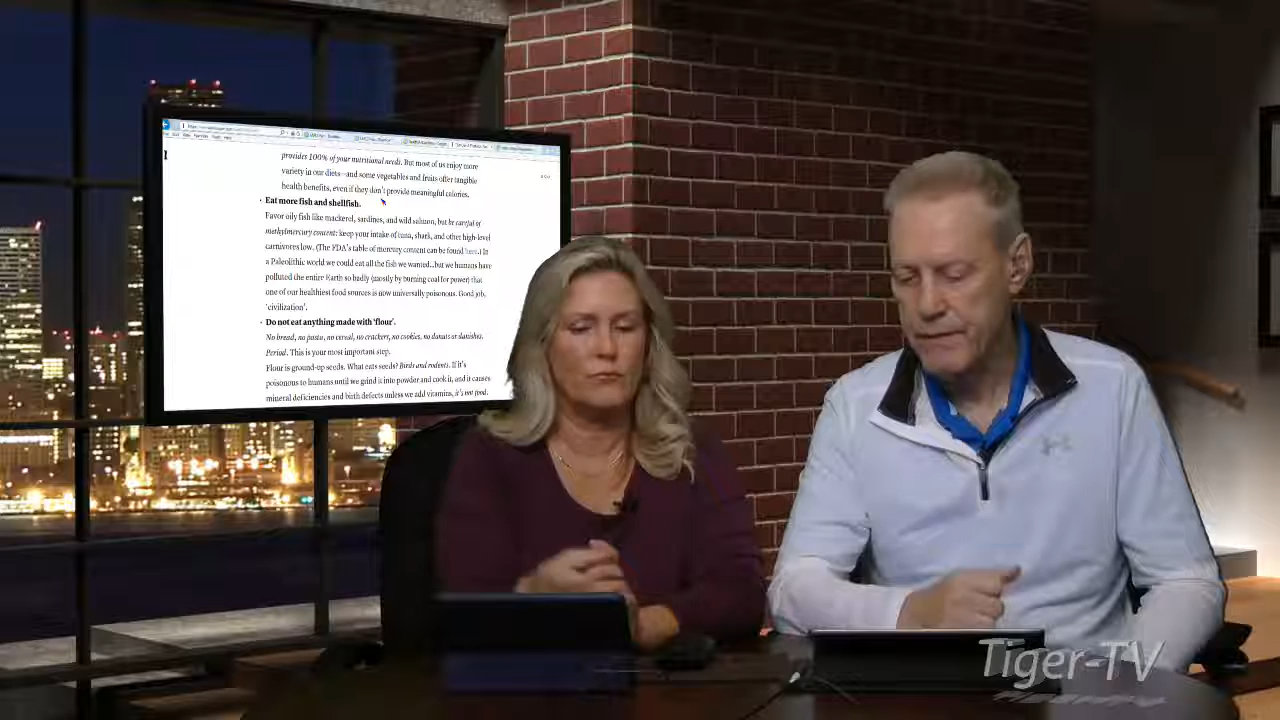 provides 100% of your nutritional needs. But most of us enjoy more
variety in our diets—and some vegetables and fruits offer tangible
health benefits, even if they don't provide meaningful calories.
• Eat more fish and shellfish.
Favor oily fish like mackerel, sardines, and wild salmon, but be careful of
methylmercury content: keep your intake of tuna, shark, and other high-level
carnivores low. (The FDA's table of mercury content can be found here.) In
a Paleolithic world we could eat all the fish we wanted...but we humans have
polluted the entire Earth so badly (mostly by burning coal for power) that
one of our healthiest food sources is now universally poisonous. Good job,
'civilization'.
• Do not eat anything made with 'flour'.
No bread, no pasta, no cereal, no crackers, no cookies, no donuts or danishes.
Period. This is your most important step.
Flour is ground-up seeds. What eats seeds? Birds and rodents. If it's
poisonous to humans until we grind it into powder and cook it, and it causes
mineral deficiencies and birth defects unless we add vitamins, it's not food.
Tiger-TV